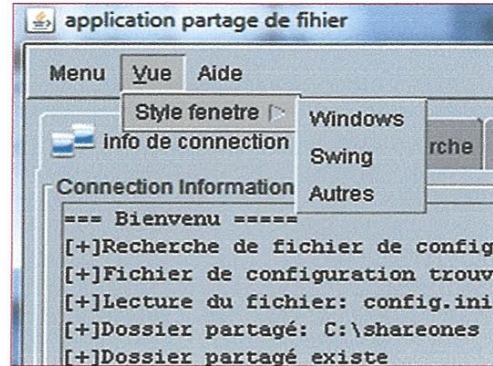 application partage de fihier
Menu Vue Aide
Style fenetre
Windows
Swing
Autres
info de connection
rche
Connection Information
=== Bienvenu =====
[+]Recherche de fichier de config
[+]Fichier de configuration trouv
[+]Lecture du fichier: config.ini
[+]Dossier partagé: C:\shareones
[+]Dossier partagé existe